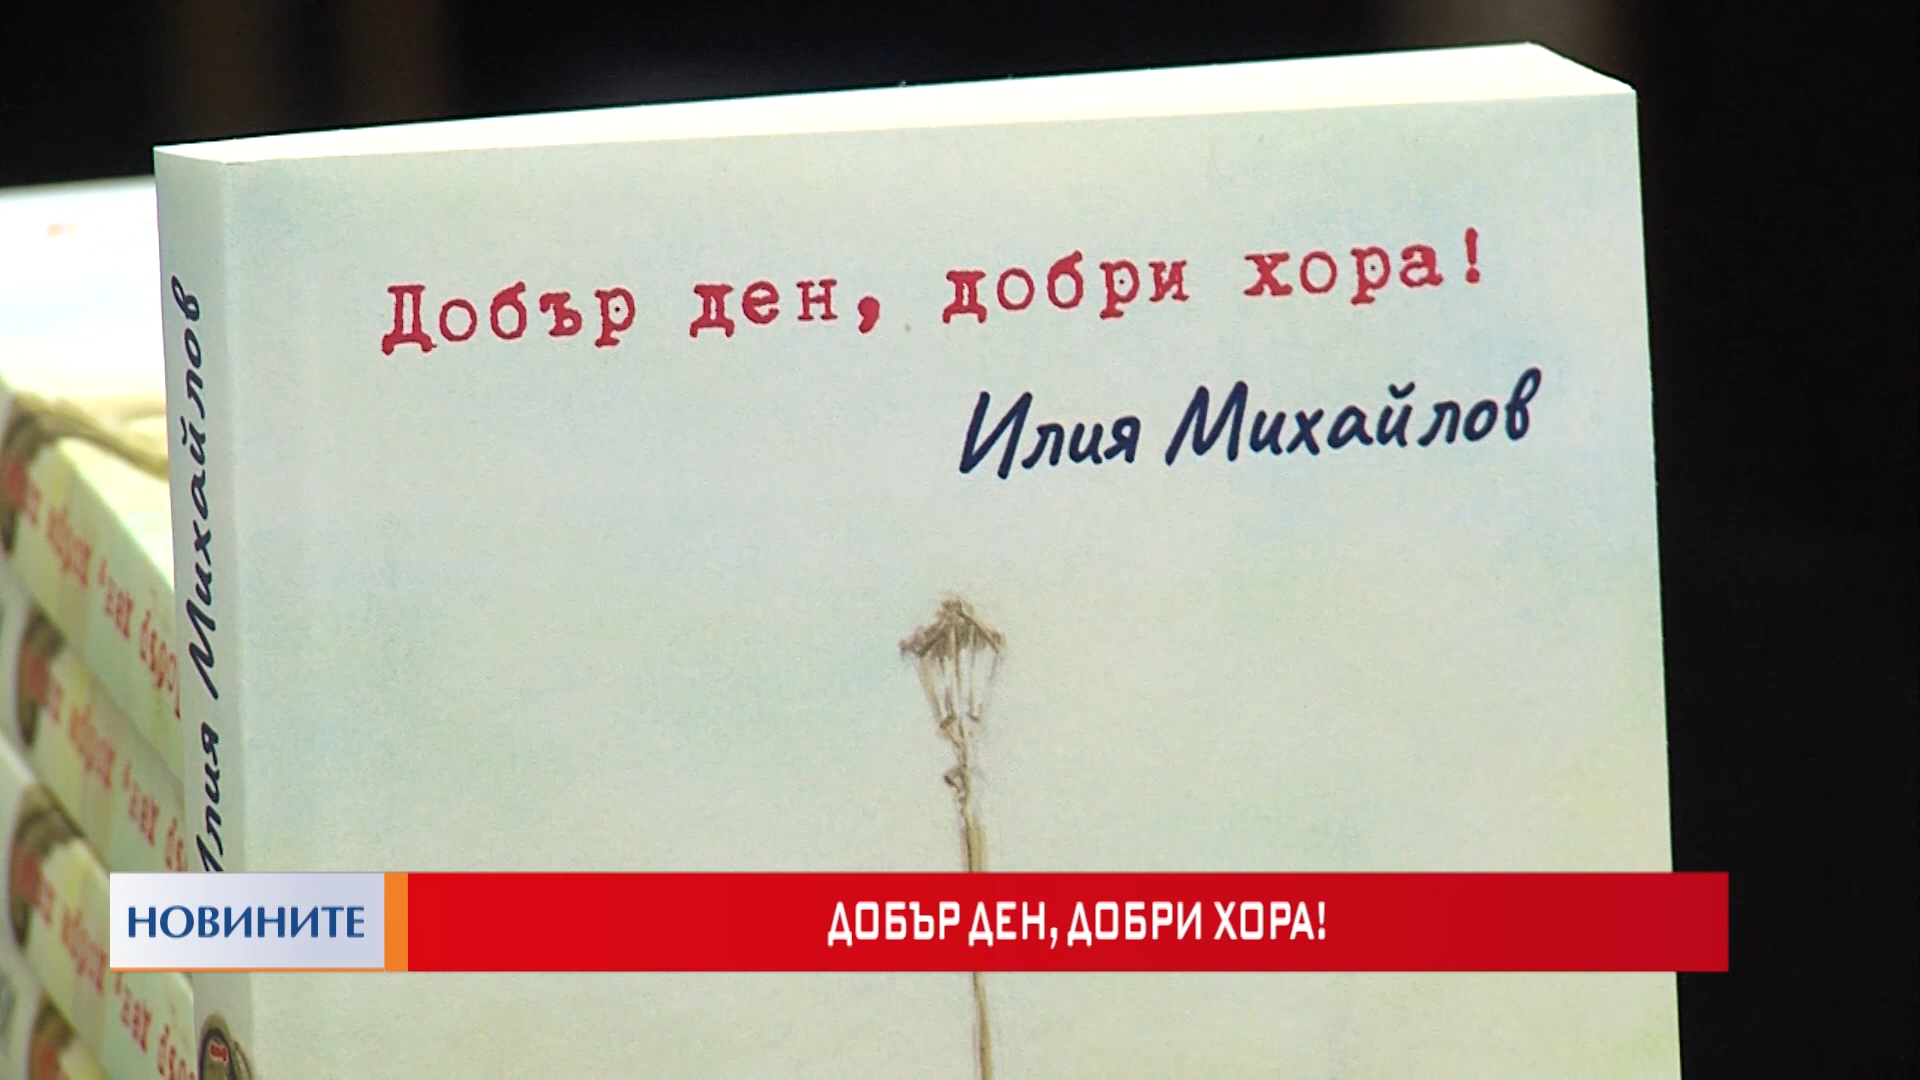 Добър ден, добри хора!
Илия Михайлов
Илия Михайлов
НОВИНИТЕ
ДОБЪР ДЕН, ДОБРИ ХОРА!